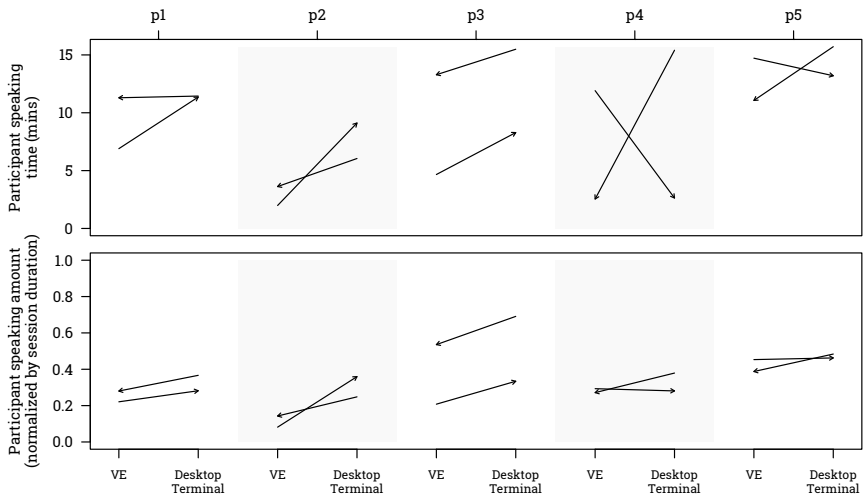 p1 p2 p3 p4 p5
Participant speaking
time (mins)
15
10
5
0
Participant speaking amount
(normalized by session duration)
1.0
0.8
0.6
0.4
0.2
0.0
VE Desktop VE Desktop VE Desktop VE Desktop VE Desktop
Terminal Terminal Terminal Terminal Terminal